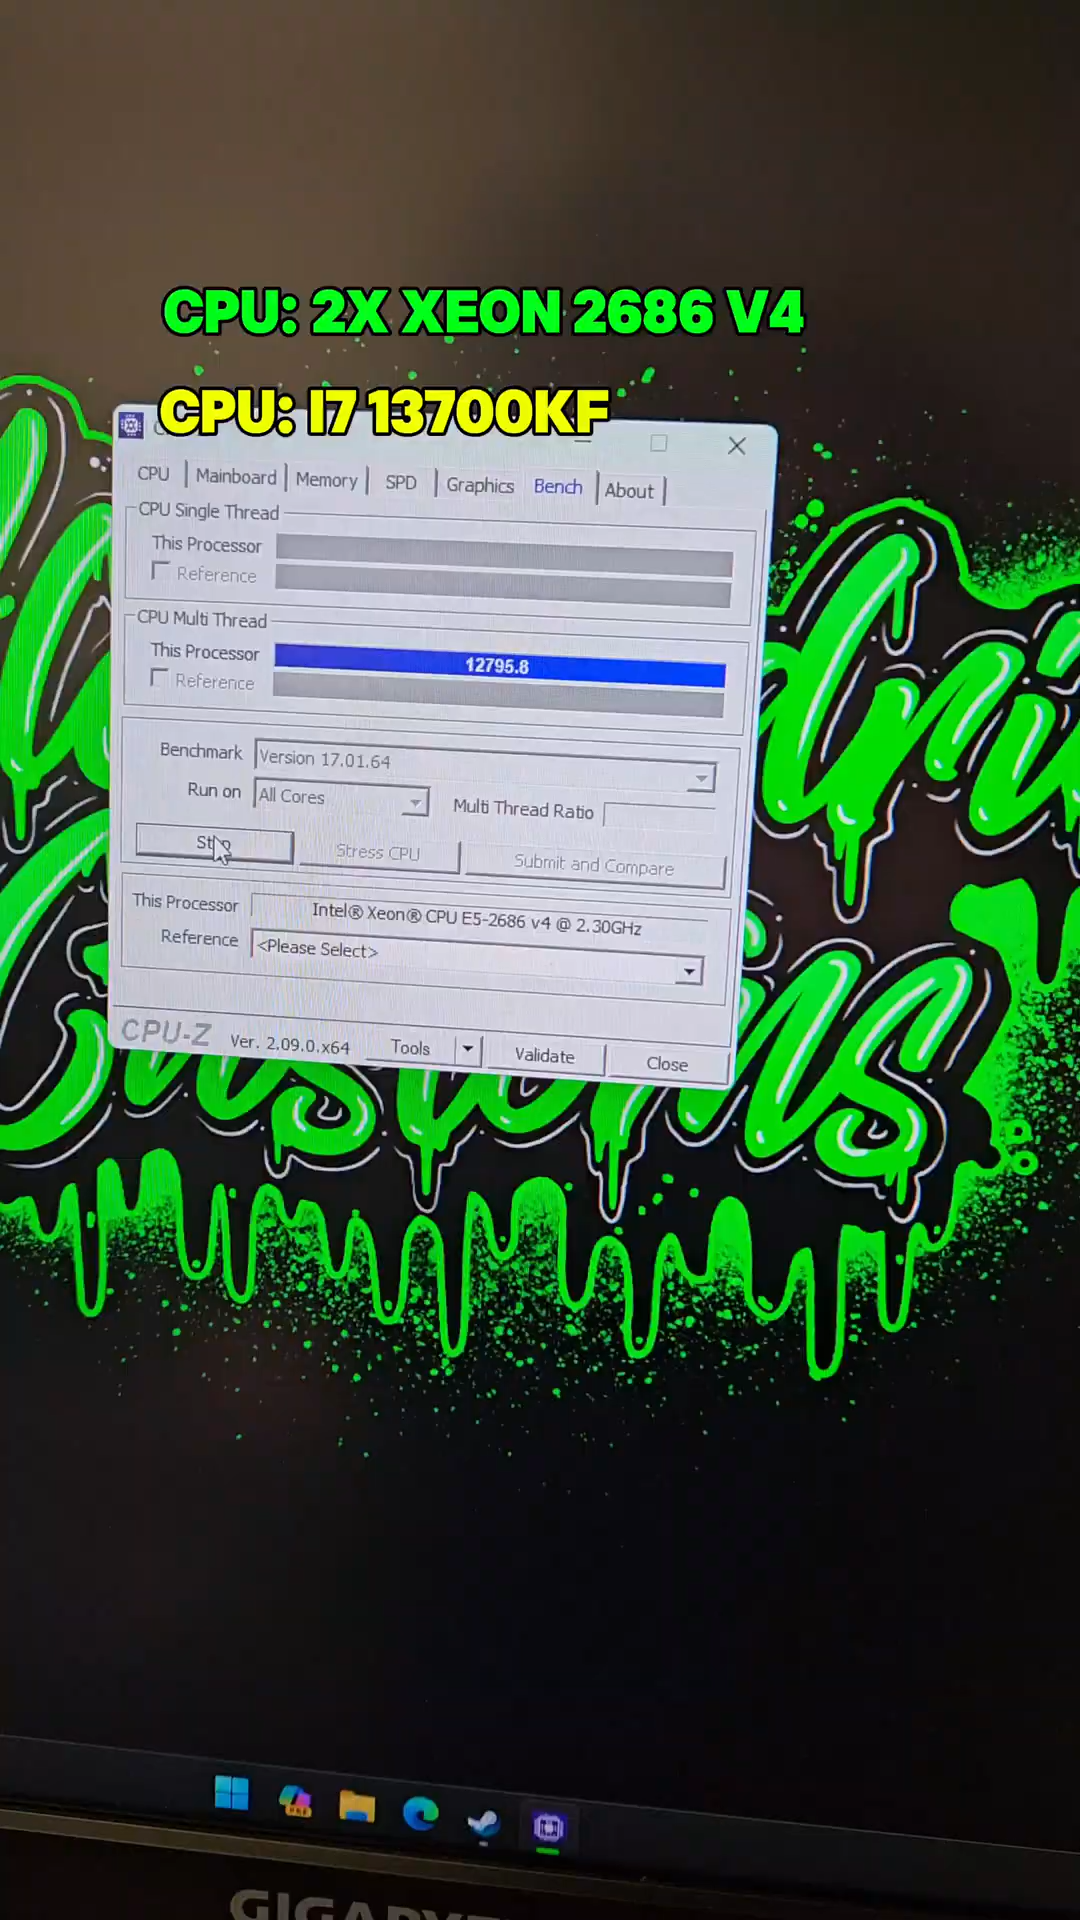 CPU: 2X XEON 2686 V4
CPU: I7 13700KF
CPU Mainboard Memory SPD Graphics Bench About
CPU Single Thread
This Processor
Reference
CPU Multi Thread
This Processor 12795.8
Reference
Benchmark Version 17.01.64
Run on All Cores Multi Thread Ratio
Stop Stress CPU Submit and Compare
This Processor Intel® Xeon® CPU E5-2686 v4 @ 2.30GHz
Reference <Please Select>
CPU-Z Ver. 2.09.0.x64 Tools Validate Close
Customs